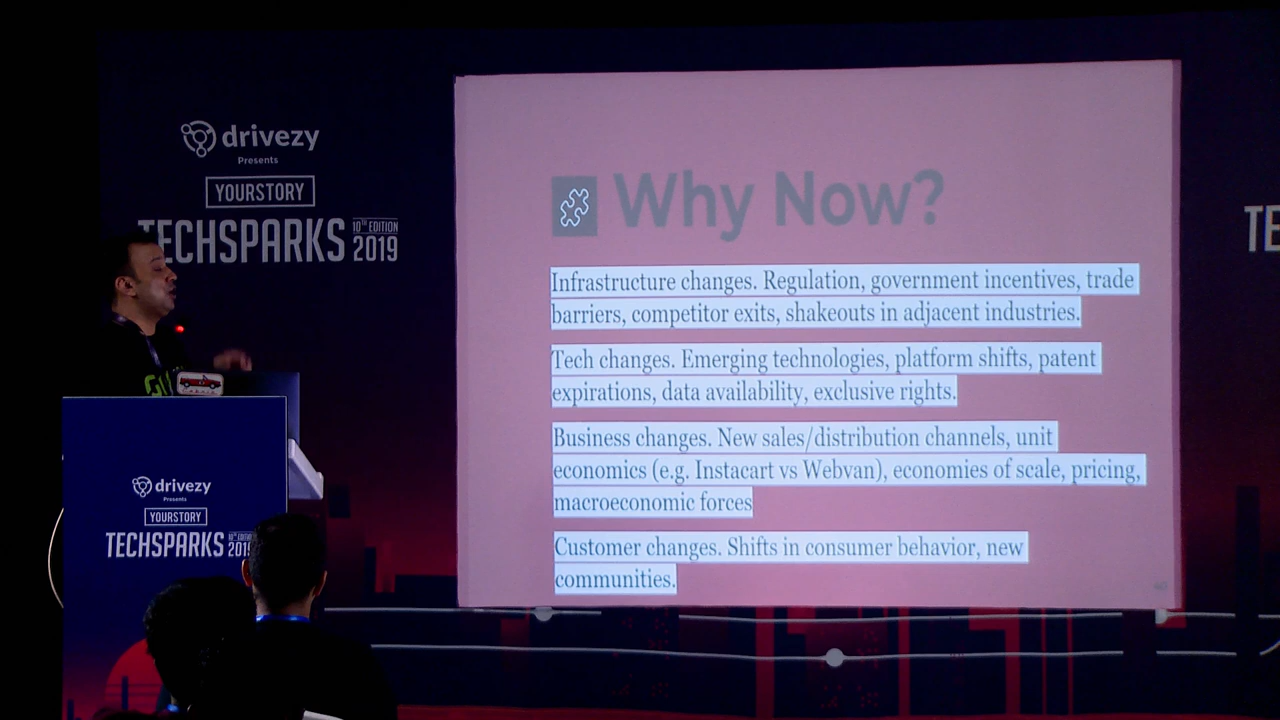 drivezy
Presents
YOURSTORY
TECHSPARKS 10TH EDITION 2019
Why Now?
Infrastructure changes. Regulation, government incentives, trade
barriers, competitor exits, shakeouts in adjacent industries.
Tech changes. Emerging technologies, platform shifts, patent
expirations, data availability, exclusive rights.
Business changes. New sales/distribution channels, unit
economics (e.g. Instacart vs Webvan), economies of scale, pricing,
macroeconomic forces
Customer changes. Shifts in consumer behavior, new
communities.
40
TE
drivezy
Presents
YOURSTORY
TECHSPARKS 2019